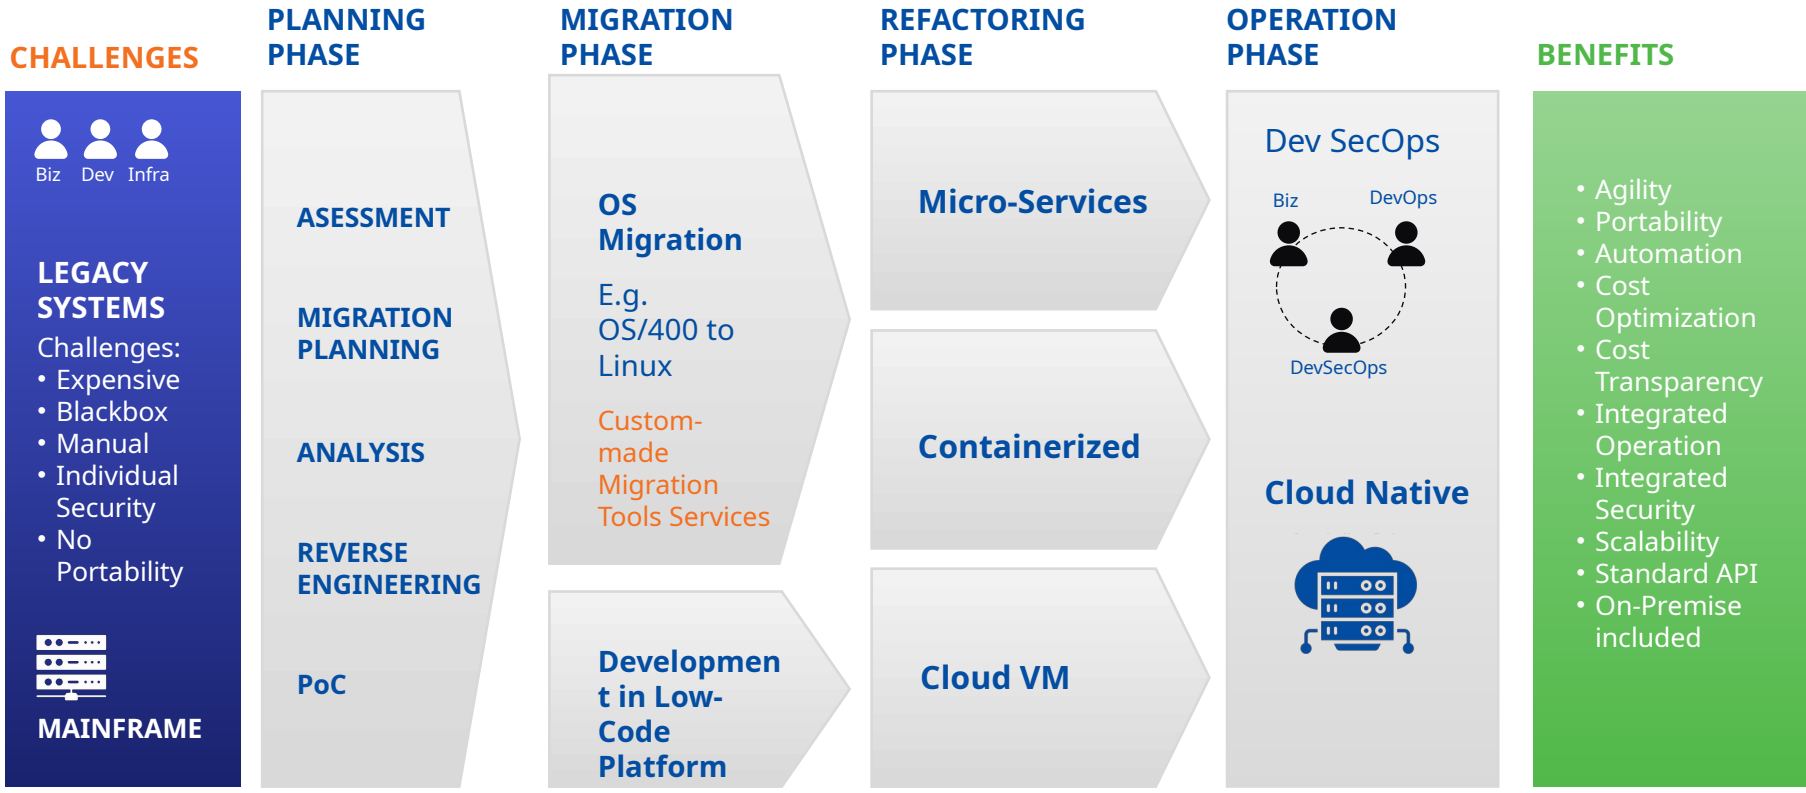 CHALLENGES
Biz Dev Infra
LEGACY
SYSTEMS
Challenges:
• Expensive
• Blackbox
• Manual
• Individual
Security
• No
Portability
MAINFRAME
PLANNING
PHASE
ASESSMENT
MIGRATION
PLANNING
ANALYSIS
REVERSE
ENGINEERING
PoC
MIGRATION
PHASE
OS
Migration
E.g.
OS/400 to
Linux
Custom-
made
Migration
Tools Services
Developmen
t in Low-
Code
Platform
REFACTORING
PHASE
Micro-Services
Containerized
Cloud VM
OPERATION
PHASE
Dev SecOps
Biz DevOps
DevSecOps
Cloud Native
BENEFITS
• Agility
• Portability
• Automation
• Cost
Optimization
• Cost
Transparency
• Integrated
Operation
• Integrated
Security
• Scalability
• Standard API
• On-Premise
included